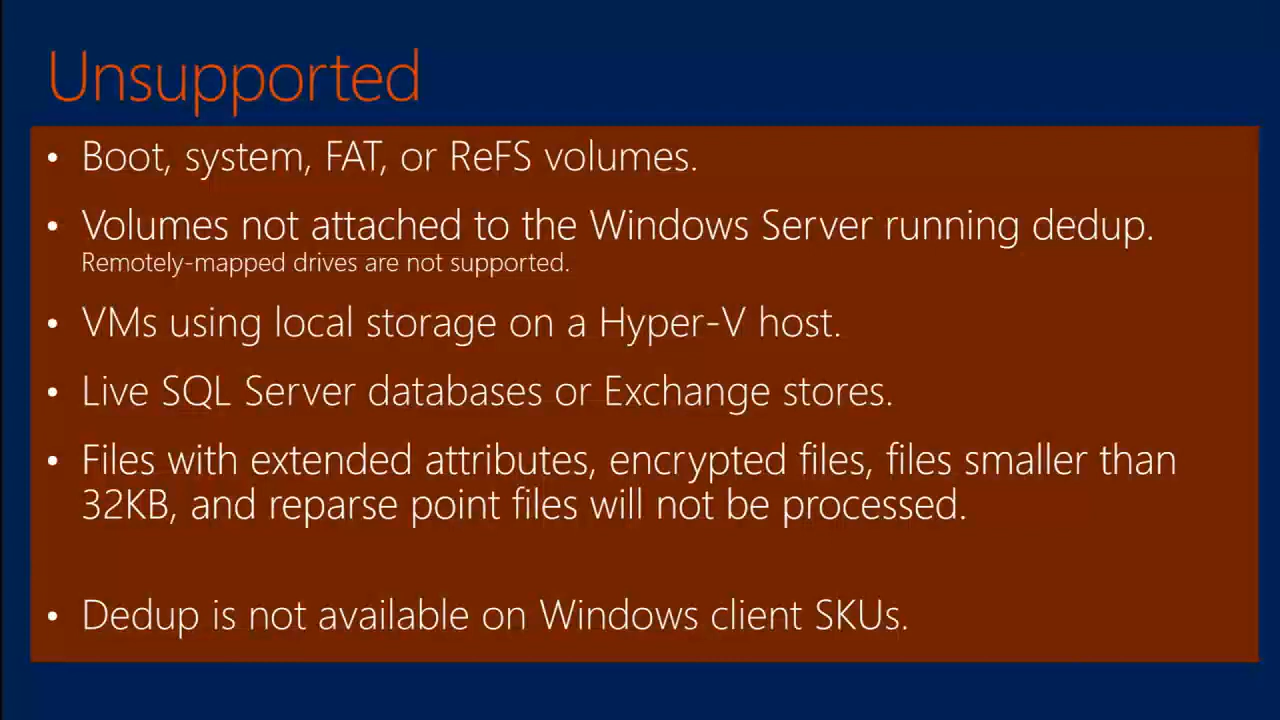 Unsupported
• Boot, system, FAT, or ReFS volumes.
• Volumes not attached to the Windows Server running dedup.
Remotely-mapped drives are not supported.
• VMs using local storage on a Hyper-V host.
• Live SQL Server databases or Exchange stores.
• Files with extended attributes, encrypted files, files smaller than
32KB, and reparse point files will not be processed.
• Dedup is not available on Windows client SKUs.